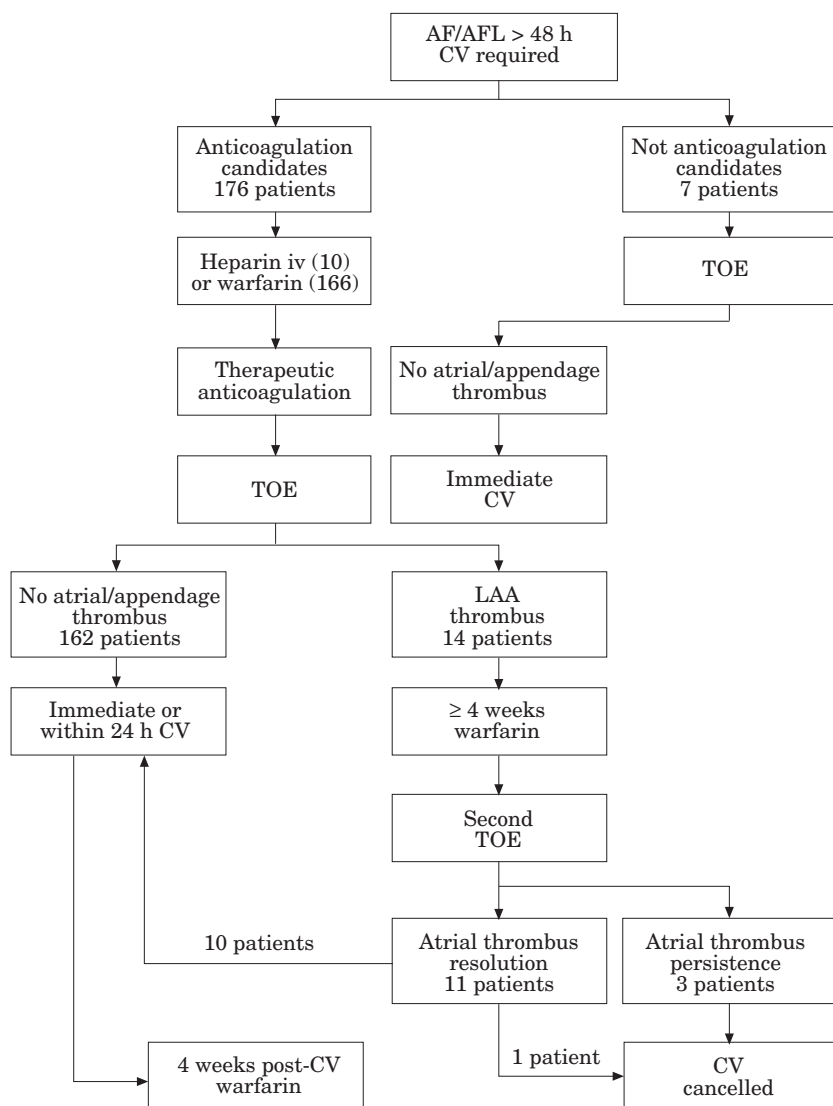 AF/AFL > 48 h
CV required
Anticoagulation
candidates
176 patients
Not anticoagulation
candidates
7 patients
Heparin iv (10)
or warfarin (166)
TOE
Therapeutic
anticoagulation
No atrial/appendage
thrombus
TOE
Immediate
CV
No atrial/appendage
thrombus
162 patients
LAA
thrombus
14 patients
Immediate or
within 24 h CV
≥ 4 weeks
warfarin
Second
TOE
10 patients
Atrial thrombus
resolution
11 patients
Atrial thrombus
persistence
3 patients
4 weeks post-CV
warfarin
1 patient
CV
cancelled